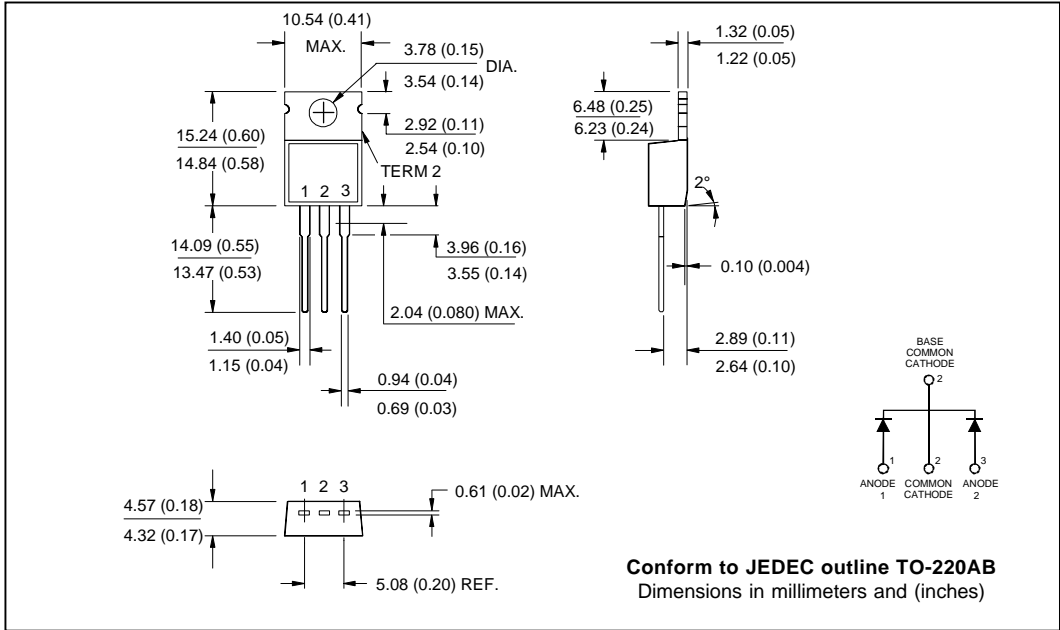 10.54 (0.41)
MAX.
3.78 (0.15)
DIA.
3.54 (0.14)
2.92 (0.11)
2.54 (0.10)
TERM 2
15.24 (0.60)
14.84 (0.58)
1 2 3
14.09 (0.55)
13.47 (0.53)
3.96 (0.16)
3.55 (0.14)
2.04 (0.080) MAX.
1.40 (0.05)
1.15 (0.04)
0.94 (0.04)
0.69 (0.03)
1.32 (0.05)
1.22 (0.05)
6.48 (0.25)
6.23 (0.24)
2°
0.10 (0.004)
2.89 (0.11)
2.64 (0.10)
BASE
COMMON
CATHODE
2
1 2 3
ANODE COMMON ANODE
1 CATHODE 2
1 2 3
4.57 (0.18)
4.32 (0.17)
0.61 (0.02) MAX.
5.08 (0.20) REF.
Conform to JEDEC outline TO-220AB
Dimensions in millimeters and (inches)